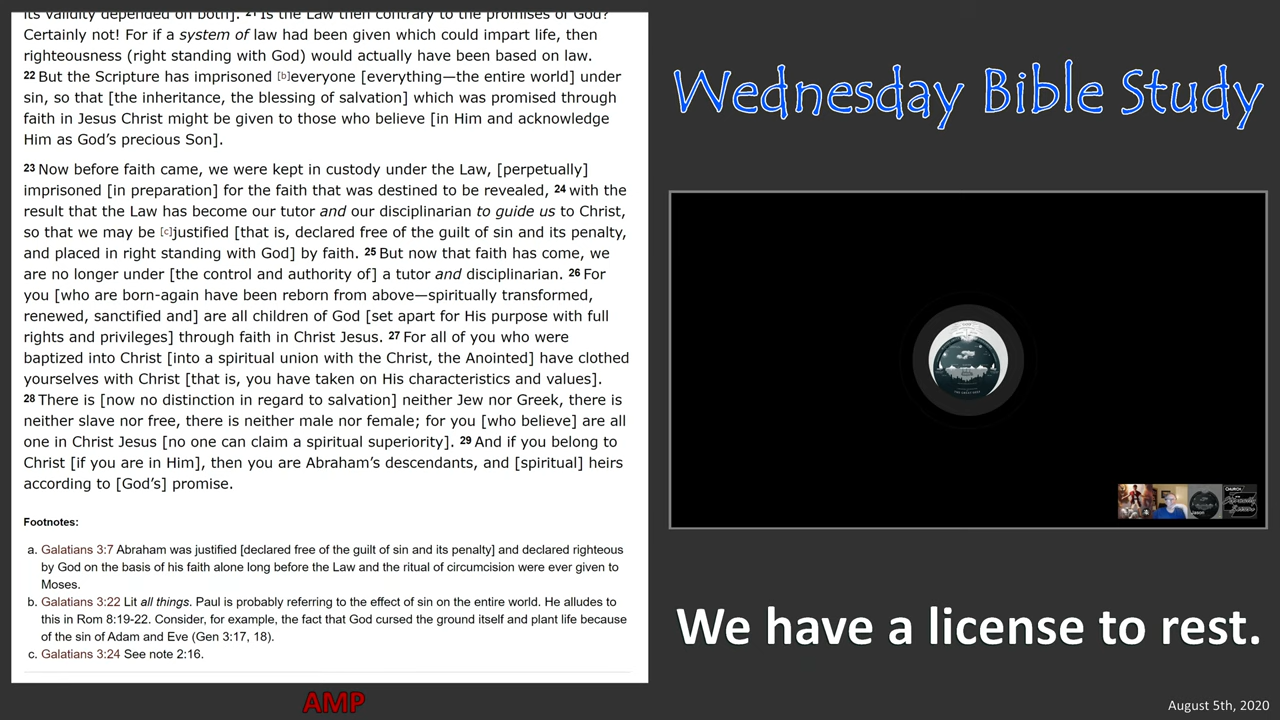 its validity depended on both]. 21 Is the Law then contrary to the promises of God?
Certainly not! For if a system of law had been given which could impart life, then
righteousness (right standing with God) would actually have been based on law.
22 But the Scripture has imprisoned [b]everyone [everything—the entire world] under
sin, so that [the inheritance, the blessing of salvation] which was promised through
faith in Jesus Christ might be given to those who believe [in Him and acknowledge
Him as God’s precious Son].
23 Now before faith came, we were kept in custody under the Law, [perpetually]
imprisoned [in preparation] for the faith that was destined to be revealed, 24 with the
result that the Law has become our tutor and our disciplinarian to guide us to Christ,
so that we may be [c]justified [that is, declared free of the guilt of sin and its penalty,
and placed in right standing with God] by faith. 25 But now that faith has come, we
are no longer under [the control and authority of] a tutor and disciplinarian. 26 For
you [who are born-again have been reborn from above—spiritually transformed,
renewed, sanctified and] are all children of God [set apart for His purpose with full
rights and privileges] through faith in Christ Jesus. 27 For all of you who were
baptized into Christ [into a spiritual union with the Christ, the Anointed] have clothed
yourselves with Christ [that is, you have taken on His characteristics and values].
28 There is [now no distinction in regard to salvation] neither Jew nor Greek, there is
neither slave nor free, there is neither male nor female; for you [who believe] are all
one in Christ Jesus [no one can claim a spiritual superiority]. 29 And if you belong to
Christ [if you are in Him], then you are Abraham’s descendants, and [spiritual] heirs
according to [God’s] promise.
Footnotes:
a. Galatians 3:7 Abraham was justified [declared free of the guilt of sin and its penalty] and declared righteous
by God on the basis of his faith alone long before the Law and the ritual of circumcision were ever given to
Moses.
b. Galatians 3:22 Lit all things. Paul is probably referring to the effect of sin on the entire world. He alludes to
this in Rom 8:19-22. Consider, for example, the fact that God cursed the ground itself and plant life because
of the sin of Adam and Eve (Gen 3:17, 18).
c. Galatians 3:24 See note 2:16.
AMP
Wednesday Bible Study
Jason
CHURCH
We have a license to rest.
August 5th, 2020